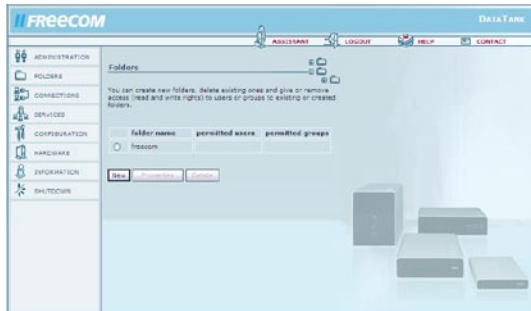 FREECOM
DATATANK
ASSISTANT LOGOUT HELP CONTACT
ADMINISTRATION
FOLDERS
CONNECTIONS
SERVICES
CONFIGURATION
HARDWARE
INFORMATION
SHUTDOWN
Folders
You can create new folders, delete existing ones and give or remove
access (read and write rights) to users or groups to existing or created
folders.
folder name permitted users permitted groups
freecom
New Properties Delete